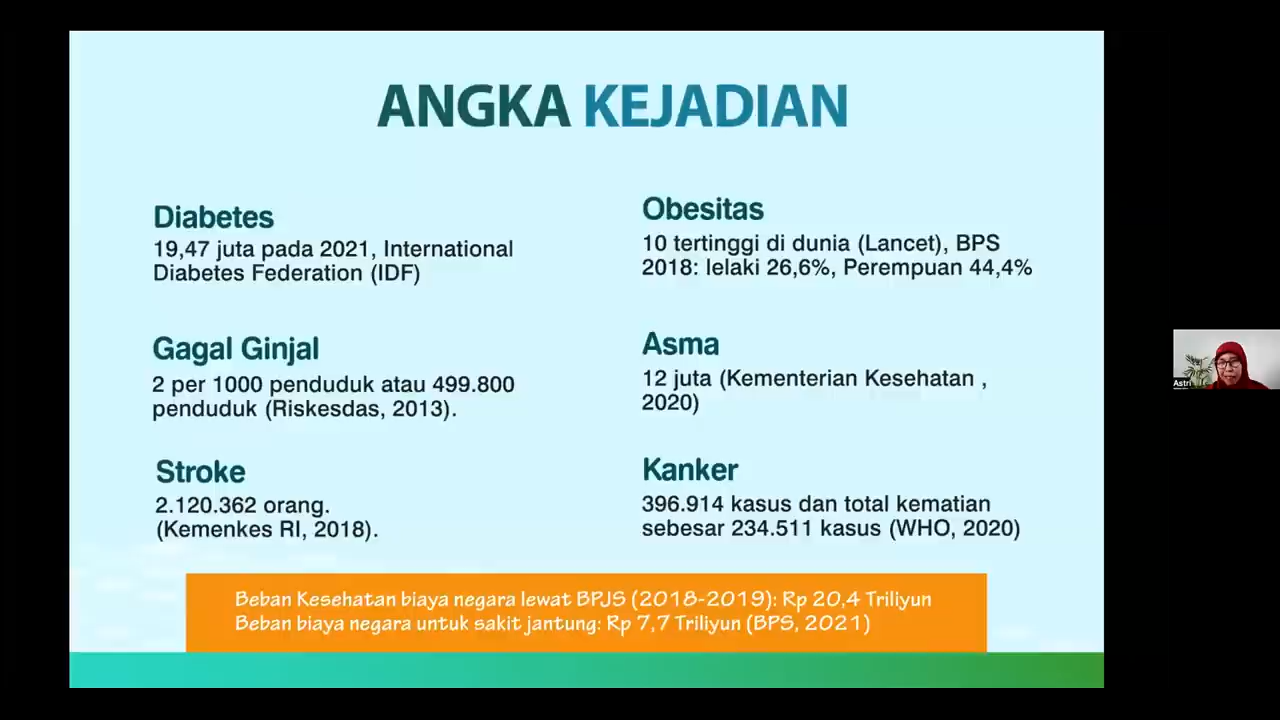 ANGKA KEJADIAN
Diabetes
19,47 juta pada 2021, International
Diabetes Federation (IDF)
Gagal Ginjal
2 per 1000 penduduk atau 499.800
penduduk (Riskesdas, 2013).
Stroke
2.120.362 orang.
(Kemenkes RI, 2018).
Obesitas
10 tertinggi di dunia (Lancet), BPS
2018: lelaki 26,6%, Perempuan 44,4%
Asma
12 juta (Kementerian Kesehatan ,
2020)
Kanker
396.914 kasus dan total kematian
sebesar 234.511 kasus (WHO, 2020)
Beban Kesehatan biaya negara lewat BPJS (2018-2019): Rp 20,4 Triliyun
Beban biaya negara untuk sakit jantung: Rp 7,7 Triliyun (BPS, 2021)
Astri